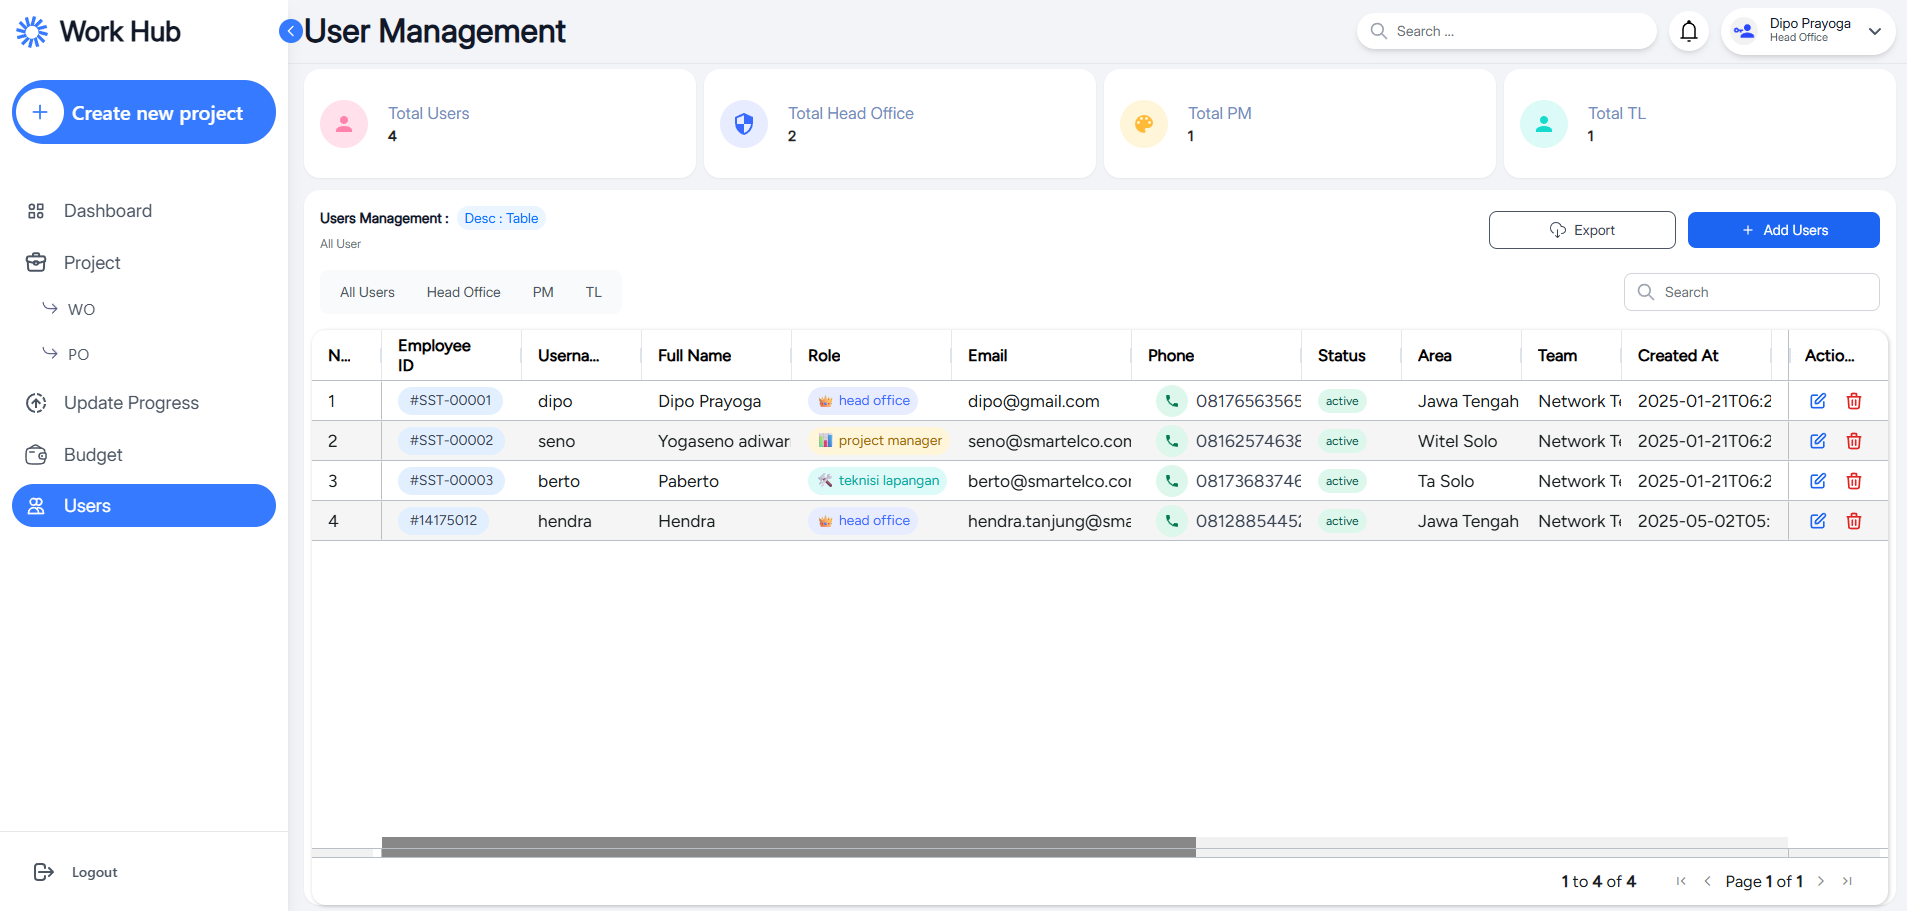 Work Hub
User Management
Search ...
Dipo Prayoga
Head Office
Create new project
Dashboard
Project
WO
PO
Update Progress
Budget
Users
Logout
Total Users
4
Total Head Office
2
Total PM
1
Total TL
1
Users Management : Desc : Table
All User
Export
Add Users
All Users Head Office PM TL
Search
N... Employee ID Userna... Full Name Role Email Phone Status Area Team Created At Actio...
1 #SST-00001 dipo Dipo Prayoga head office dipo@gmail.com 08176563565 active Jawa Tengah Network Te 2025-01-21T06:2
2 #SST-00002 seno Yogaseno adiwar project manager seno@smartelco.con 08162574638 active Witel Solo Network Te 2025-01-21T06:2
3 #SST-00003 berto Paberto teknisi lapangan berto@smartelco.cor 08173683746 active Ta Solo Network Te 2025-01-21T06:2
4 #14175012 hendra Hendra head office hendra.tanjung@sma 08128854452 active Jawa Tengah Network Te 2025-05-02T05:
1 to 4 of 4
Page 1 of 1